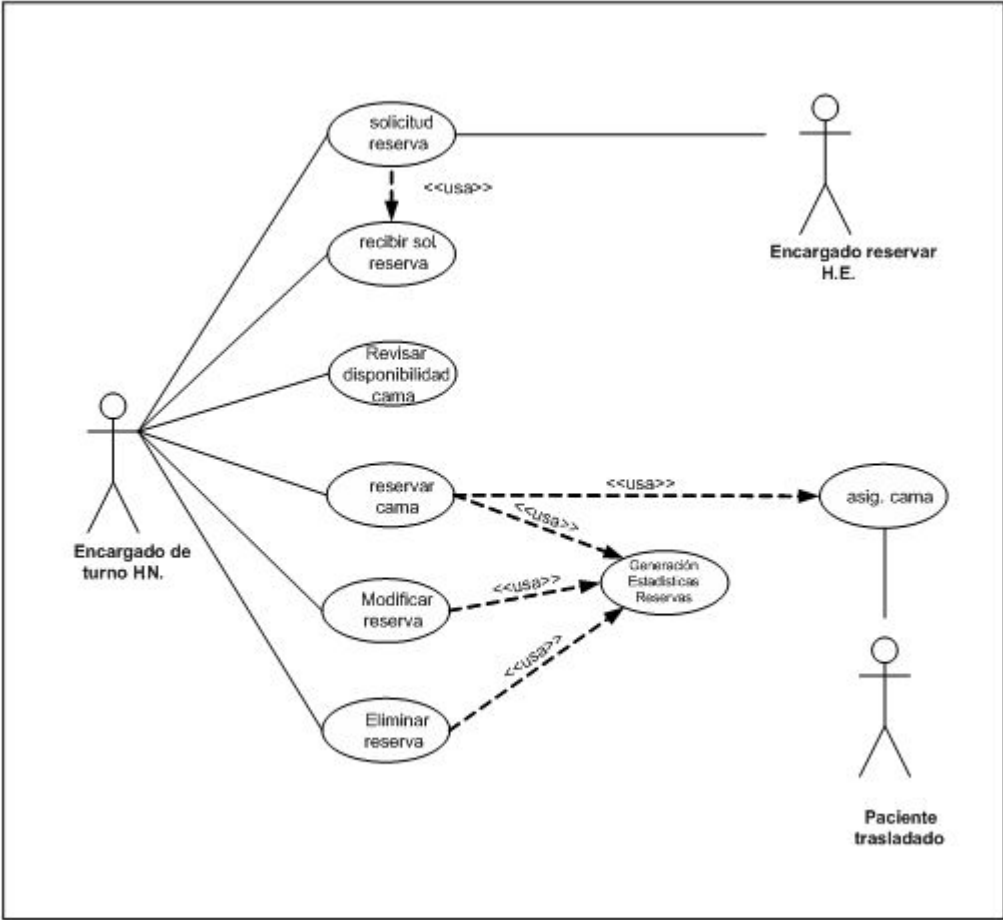 solicitud
reserva
<<usa>>
recibir sol.
reserva
Encargado reservar
H.E.
Revisar
disponibilidad
cama
reservar
cama
<<usa>>
asig. cama
<<usa>>
Encargado de
turno HN.
Generación
Estadísticas
Reservas
<<usa>>
Modificar
reserva
<<usa>>
Eliminar
reserva
Paciente
trasladado